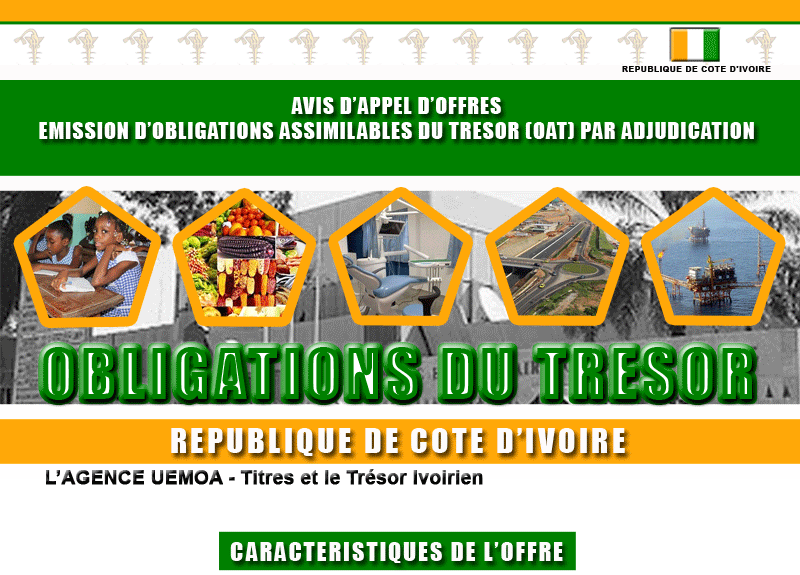 REPUBLIQUE DE COTE D'IVOIRE
AVIS D'APPEL D'OFFRES
EMISSION D'OBLIGATIONS ASSIMILABLES DU TRESOR (OAT) PAR ADJUDICATION
OBLIGATIONS DU TRESOR
REPUBLIQUE DE COTE D'IVOIRE
L'AGENCE UEMOA - Titres et le Trésor Ivoirien
CARACTERISTIQUES DE L'OFFRE